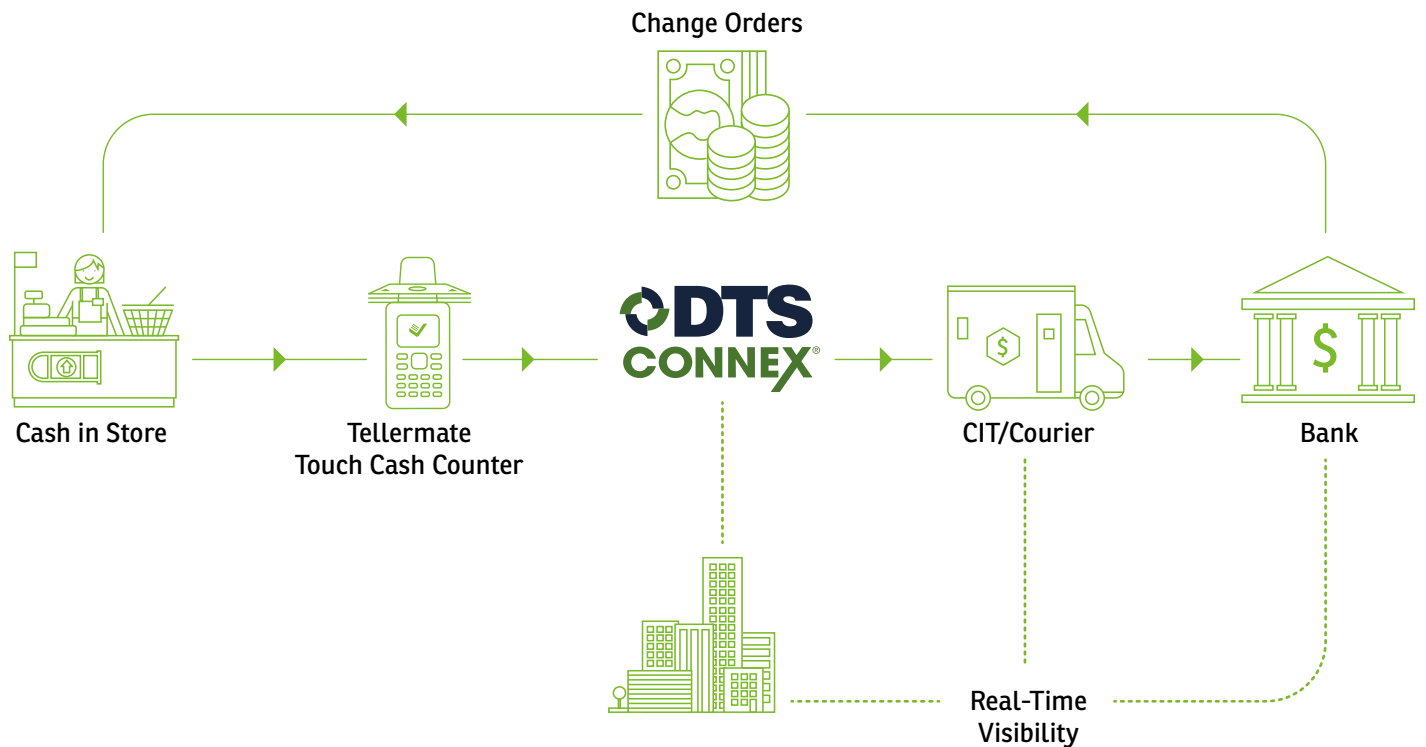 Change Orders
$
$
DTS
CONNEX®
Cash in Store
Tellermate
Touch Cash Counter
CIT/Courier
Bank
Real-Time
Visibility